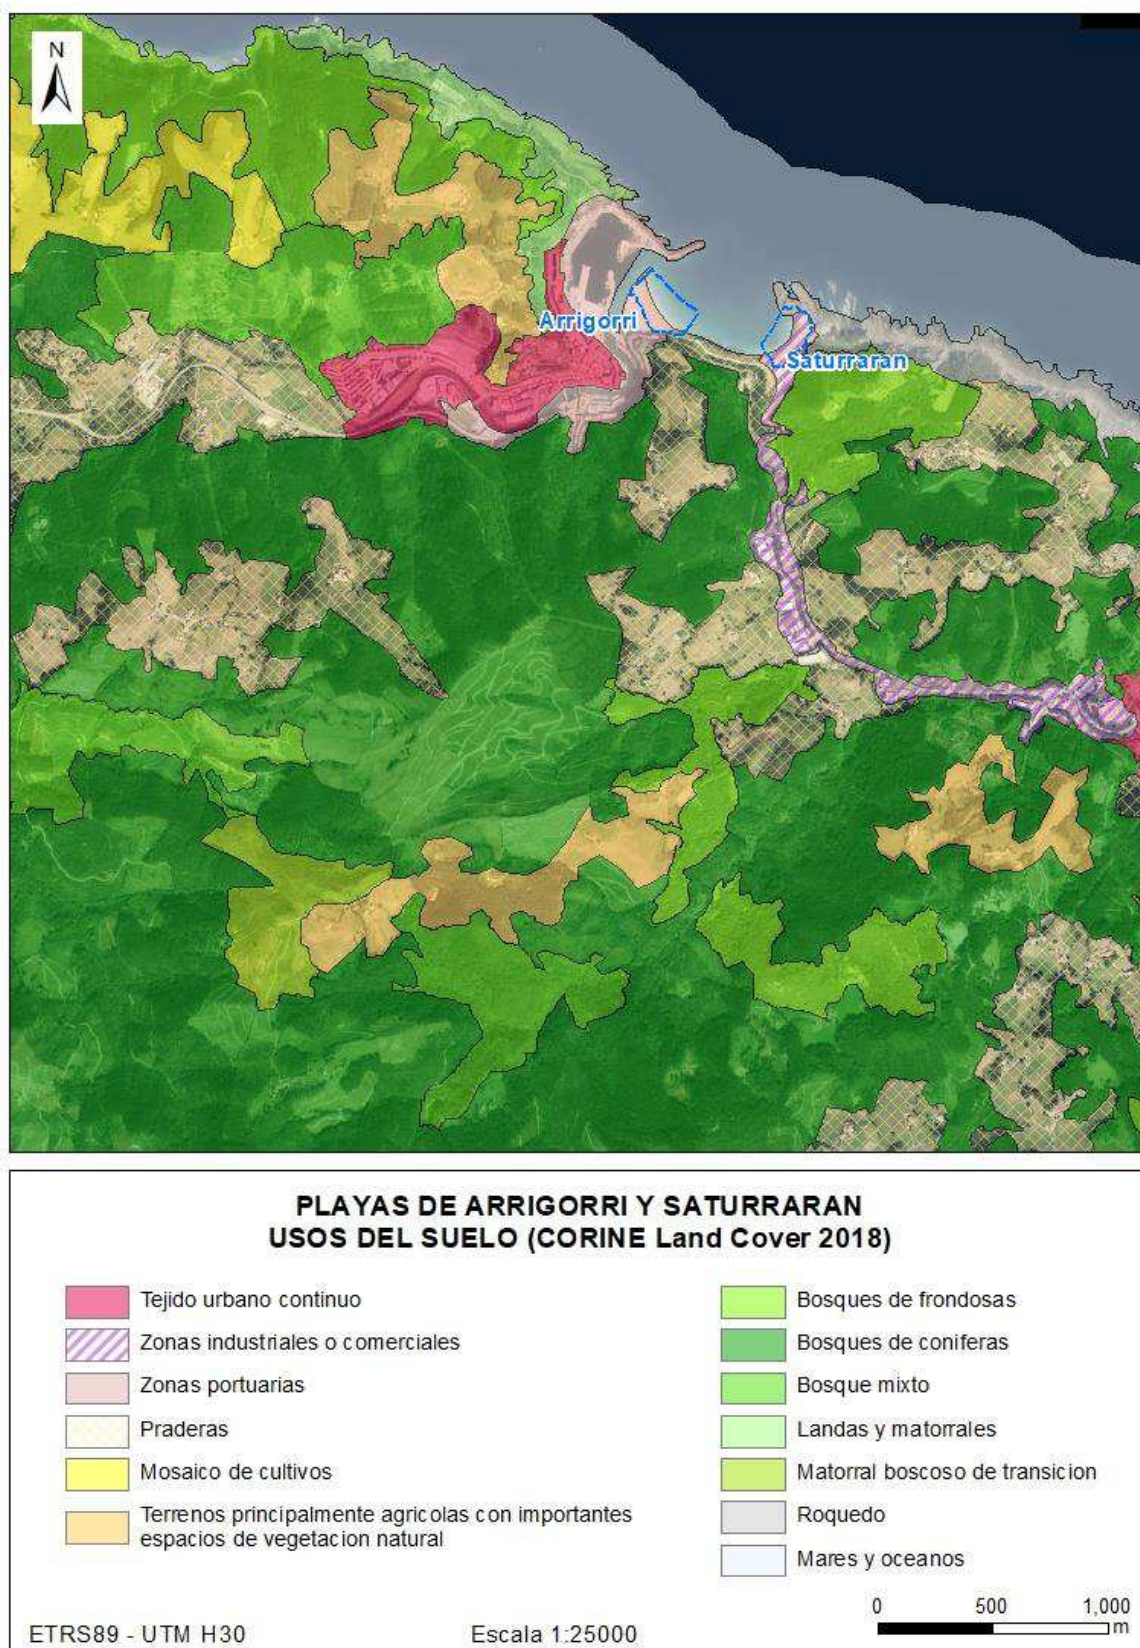 N
Arrigorri
Saturraran
PLAYAS DE ARRIGORRI Y SATURRARAN
USOS DEL SUELO (CORINE Land Cover 2018)
Tejido urbano continuo
Zonas industriales o comerciales
Zonas portuarias
Praderas
Mosaico de cultivos
Terrenos principalmente agricolas con importantes
espacios de vegetacion natural
Bosques de frondosas
Bosques de coniferas
Bosque mixto
Landas y matorrales
Matorral boscoso de transicion
Roquedo
Mares y oceanos
0 500 1,000
m
ETRS89 - UTM H30 Escala 1:25000